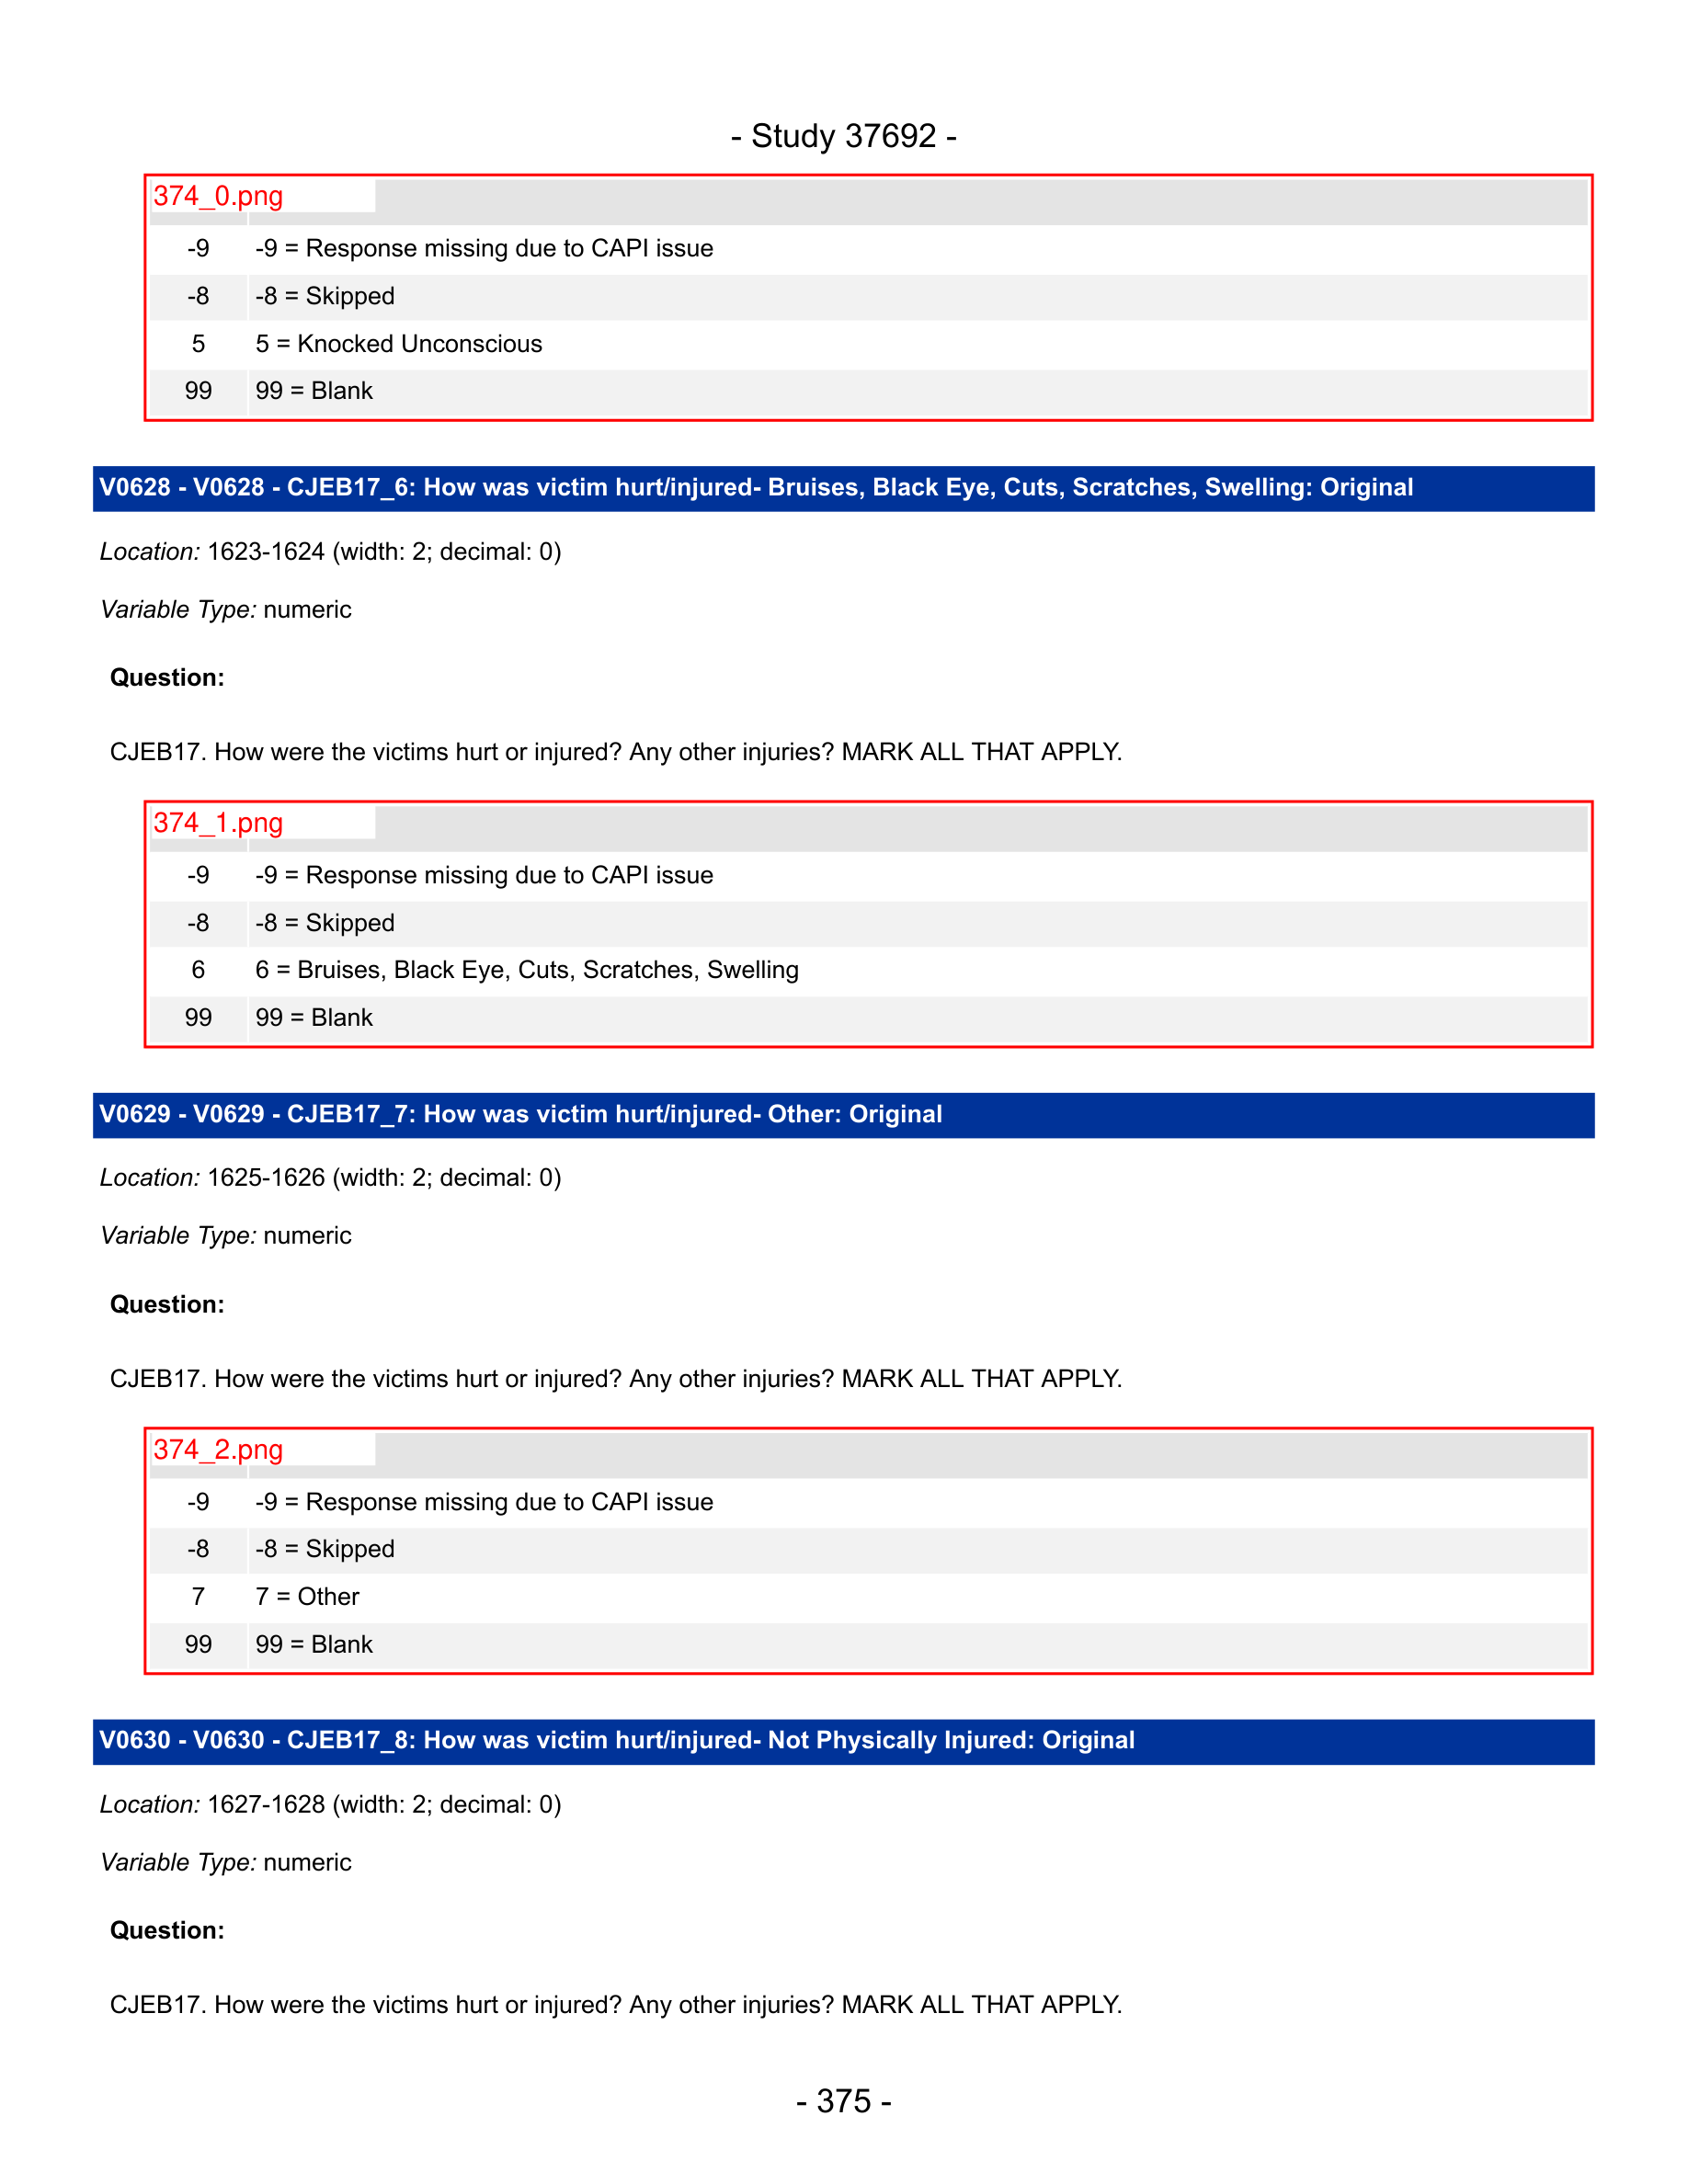 - Study 37692 -
374_0.png
-9 -9 = Response missing due to CAPI issue
-8 -8 = Skipped
5 5 = Knocked Unconscious
99 99 = Blank
V0628 - V0628 - CJEB17_6: How was victim hurt/injured- Bruises, Black Eye, Cuts, Scratches, Swelling: Original
Location: 1623-1624 (width: 2; decimal: 0)
Variable Type: numeric
Question:
CJEB17. How were the victims hurt or injured? Any other injuries? MARK ALL THAT APPLY.
374_1.png
-9 -9 = Response missing due to CAPI issue
-8 -8 = Skipped
6 6 = Bruises, Black Eye, Cuts, Scratches, Swelling
99 99 = Blank
V0629 - V0629 - CJEB17_7: How was victim hurt/injured- Other: Original
Location: 1625-1626 (width: 2; decimal: 0)
Variable Type: numeric
Question:
CJEB17. How were the victims hurt or injured? Any other injuries? MARK ALL THAT APPLY.
374_2.png
-9 -9 = Response missing due to CAPI issue
-8 -8 = Skipped
7 7 = Other
99 99 = Blank
V0630 - V0630 - CJEB17_8: How was victim hurt/injured- Not Physically Injured: Original
Location: 1627-1628 (width: 2; decimal: 0)
Variable Type: numeric
Question:
CJEB17. How were the victims hurt or injured? Any other injuries? MARK ALL THAT APPLY.
- 375 -